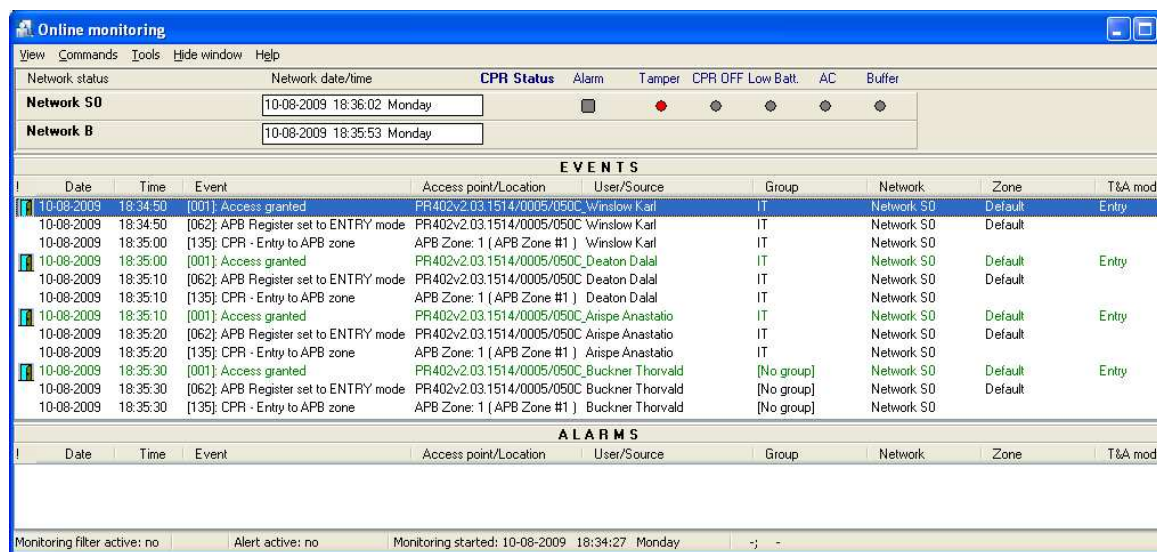 Online monitoring
View Commands Tools Hide window Help
Network status Network date/time CPR Status Alarm Tamper CPR OFF Low Batt. AC Buffer
Network S0 10-08-2009 18:36:02 Monday
Network B 10-08-2009 18:35:53 Monday
EVENTS
! Date Time Event Access point/Location User/Source Group Network Zone T&A mod
10-08-2009 18:34:50 [001]: Access granted PR402v2.03.1514/0005/050C_Winslow Karl IT Network S0 Default Entry
10-08-2009 18:34:50 [062]: APB Register set to ENTRY mode PR402v2.03.1514/0005/050C Winslow Karl IT Network S0 Default
10-08-2009 18:35:00 [135]: CPR - Entry to APB zone APB Zone: 1 ( APB Zone #1 ) Winslow Karl IT Network S0
10-08-2009 18:35:00 [001]: Access granted PR402v2.03.1514/0005/050C_Deaton Dalal IT Network S0 Default Entry
10-08-2009 18:35:10 [062]: APB Register set to ENTRY mode PR402v2.03.1514/0005/050C Deaton Dalal IT Network S0 Default
10-08-2009 18:35:10 [135]: CPR - Entry to APB zone APB Zone: 1 ( APB Zone #1 ) Deaton Dalal IT Network S0
10-08-2009 18:35:10 [001]: Access granted PR402v2.03.1514/0005/050C_Arispe Anastatio IT Network S0 Default Entry
10-08-2009 18:35:20 [062]: APB Register set to ENTRY mode PR402v2.03.1514/0005/050C Arispe Anastatio IT Network S0 Default
10-08-2009 18:35:20 [135]: CPR - Entry to APB zone APB Zone: 1 ( APB Zone #1 ) Arispe Anastatio IT Network S0
10-08-2009 18:35:30 [001]: Access granted PR402v2.03.1514/0005/050C_Buckner Thorvald [No group] Network S0 Default Entry
10-08-2009 18:35:30 [062]: APB Register set to ENTRY mode PR402v2.03.1514/0005/050C Buckner Thorvald [No group] Network S0 Default
10-08-2009 18:35:30 [135]: CPR - Entry to APB zone APB Zone: 1 ( APB Zone #1 ) Buckner Thorvald [No group] Network S0
ALARMS
! Date Time Event Access point/Location User/Source Group Network Zone T&A mod
Monitoring filter active: no Alert active: no Monitoring started: 10-08-2009 18:34:27 Monday -; -